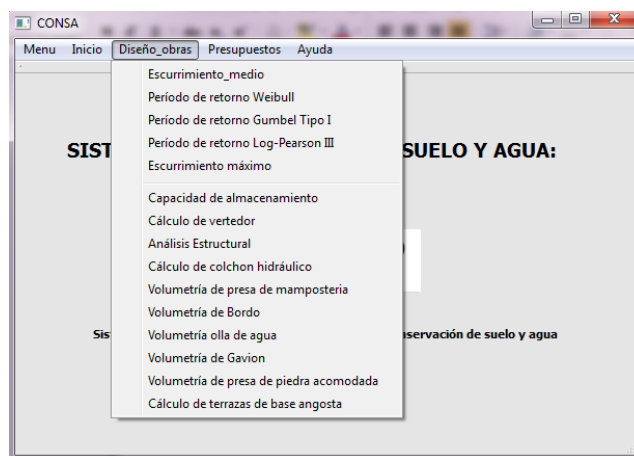 CONSA
Menu Inicio Diseño_obras Presupuestos Ayuda
Escurrimiento_medio
Período de retorno Weibull
Período de retorno Gumbel Tipo I
Período de retorno Log-Pearson III
SIST SUELO Y AGUA:
Escurrimiento máximo
Capacidad de almacenamiento
Cálculo de vertedor
Análisis Estructural
Cálculo de colchon hidráulico
Volumetría de presa de mamposteria
Volumetría de Bordo
Sis nservación de suelo y agua
Volumetría olla de agua
Volumetría de Gavion
Volumetría de presa de piedra acomodada
Cálculo de terrazas de base angosta